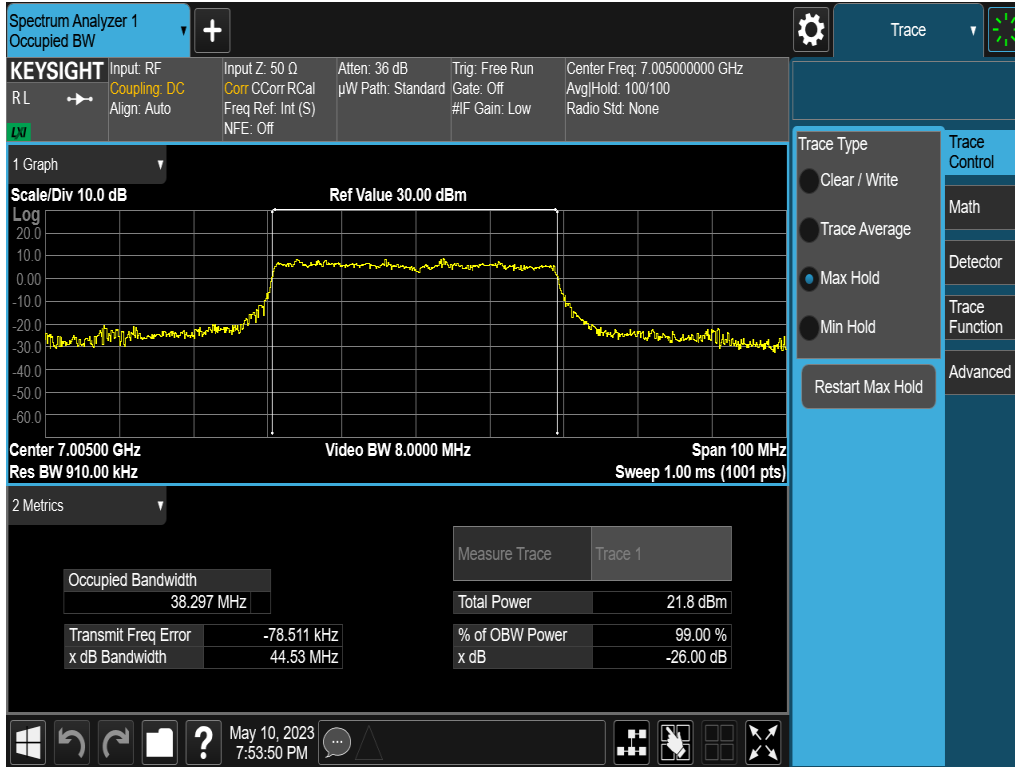 Spectrum Analyzer 1
Occupied BW
+
Trace
KEYSIGHT
R L
LXI
Input: RF
Coupling: DC
Align: Auto
Input Z: 50 Ω
Corr CCorr RCal
Freq Ref: Int (S)
NFE: Off
Atten: 36 dB
µW Path: Standard
Trig: Free Run
Gate: Off
#IF Gain: Low
Center Freq: 7.005000000 GHz
Avg|Hold: 100/100
Radio Std: None
1 Graph
Scale/Div 10.0 dB
Ref Value 30.00 dBm
Log
20.0
10.0
0.00
-10.0
-20.0
-30.0
-40.0
-50.0
-60.0
Center 7.00500 GHz
Video BW 8.0000 MHz
Span 100 MHz
Res BW 910.00 kHz
Sweep 1.00 ms (1001 pts)
2 Metrics
Measure Trace
Trace 1
Occupied Bandwidth
38.297 MHz
Total Power
21.8 dBm
Transmit Freq Error
-78.511 kHz
% of OBW Power
99.00 %
x dB Bandwidth
44.53 MHz
x dB
-26.00 dB
Trace Type
Clear / Write
Trace Average
Max Hold
Min Hold
Restart Max Hold
Trace
Control
Math
Detector
Trace
Function
Advanced
?
May 10, 2023
7:53:50 PM